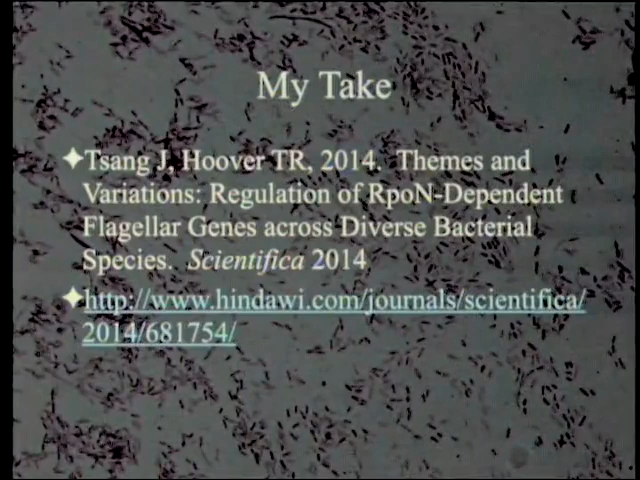 My Take
Tsang J, Hoover TR, 2014. Themes and
Variations: Regulation of RpoN-Dependent
Flagellar Genes across Diverse Bacterial
Species. Scientifica 2014
http://www.hindawi.com/journals/scientifica/
2014/681754/